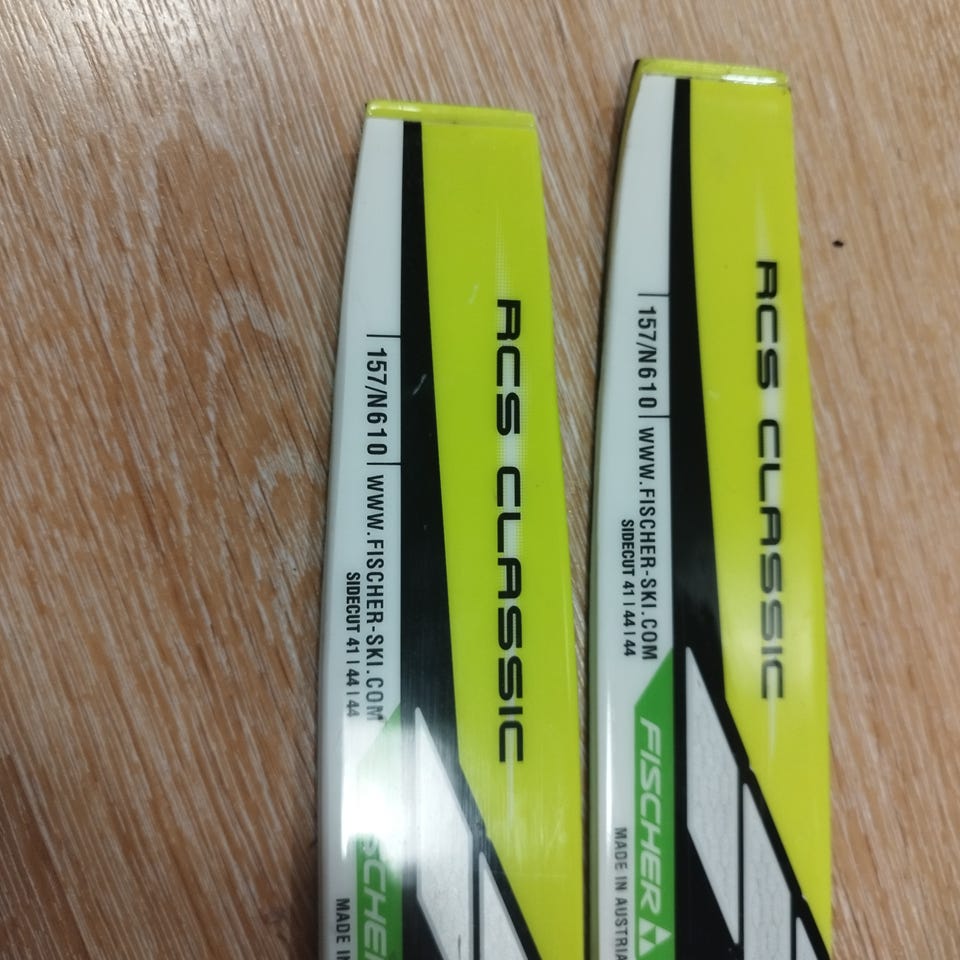 RCS CLASSIC
157/N610 WWW.FISCHER-SKI.COM
SIDECUT 41 | 44 | 44
MADE
RCS CLASSIC
157/N610 WWW.FISCHER-SKI.COM
SIDECUT 41 | 44 | 44
FISCHER
MADE IN AUSTRIA